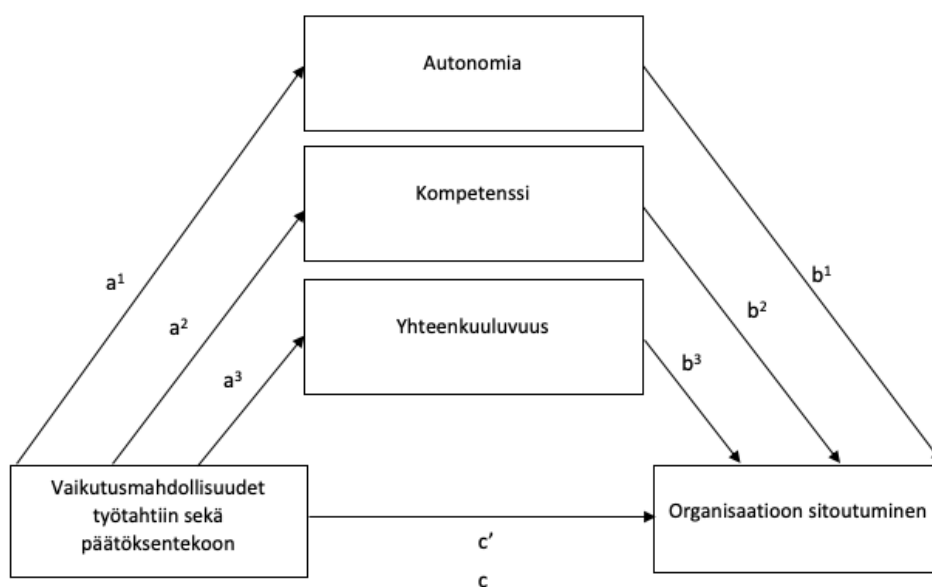 Autonomia
Kompetenssi
a¹
b¹
a²
b²
Yhteenkuuluvuus
a³
b³
Vaikutusmahdollisuudet
työtahtiin sekä
päätöksentekoon
Organisaatioon sitoutuminen
c’
c